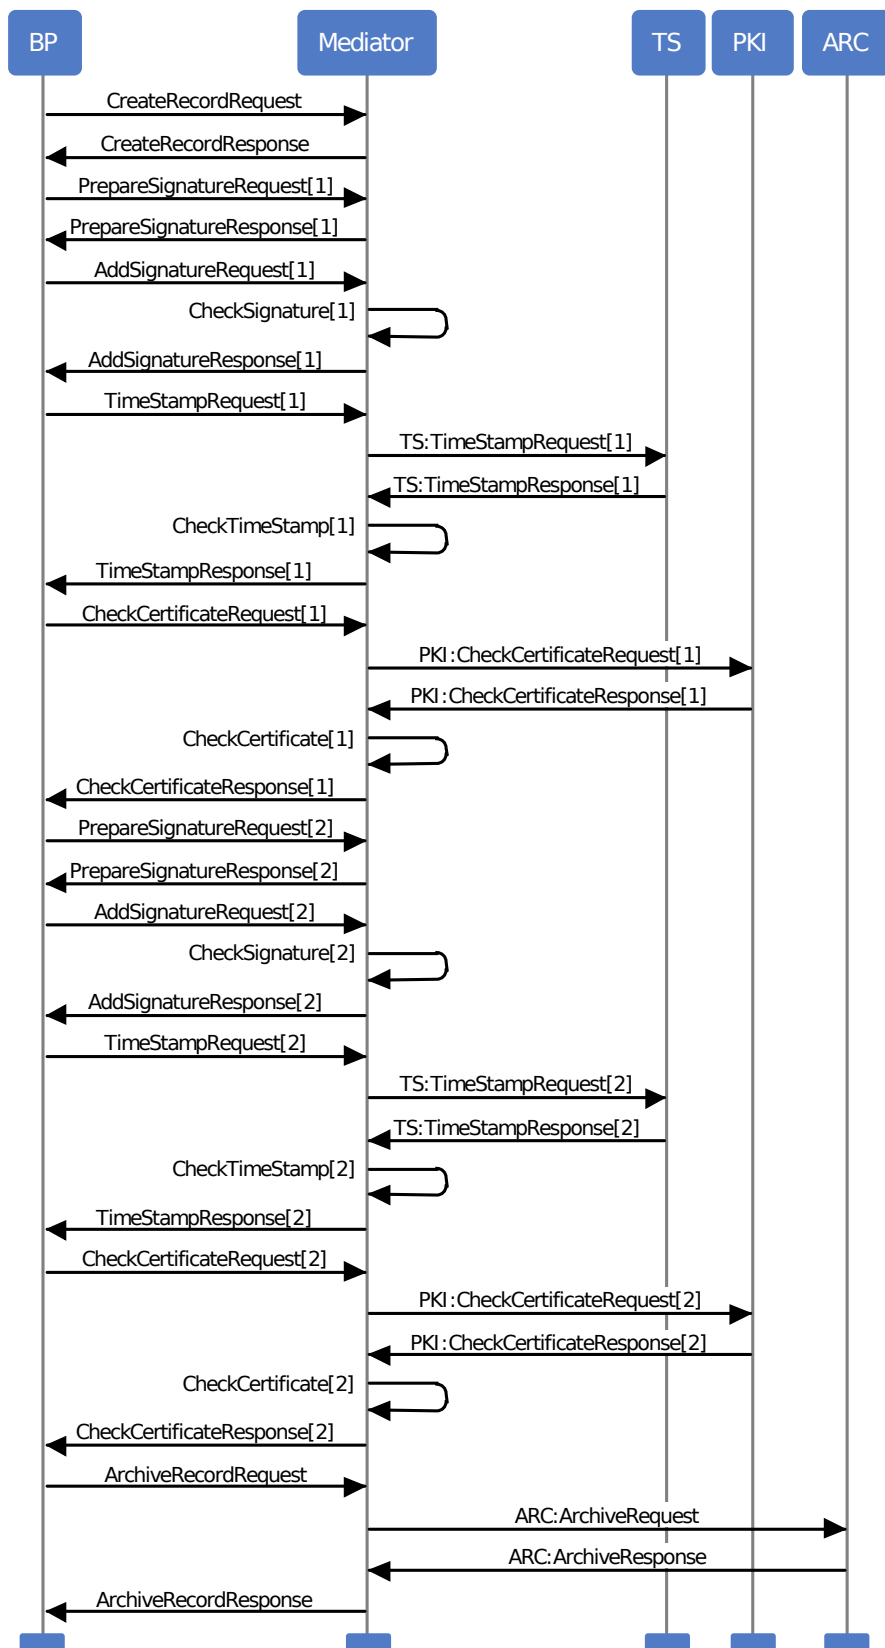 BP
Mediator
TS
PKI
ARC
CreateRecordRequest
CreateRecordResponse
PrepareSignatureRequest[1]
PrepareSignatureResponse[1]
AddSignatureRequest[1]
CheckSignature[1]
AddSignatureResponse[1]
TimeStampRequest[1]
TS:TimeStampRequest[1]
TS:TimeStampResponse[1]
CheckTimeStamp[1]
TimeStampResponse[1]
CheckCertificateRequest[1]
PKI:CheckCertificateRequest[1]
PKI:CheckCertificateResponse[1]
CheckCertificate[1]
CheckCertificateResponse[1]
PrepareSignatureRequest[2]
PrepareSignatureResponse[2]
AddSignatureRequest[2]
CheckSignature[2]
AddSignatureResponse[2]
TimeStampRequest[2]
TS:TimeStampRequest[2]
TS:TimeStampResponse[2]
CheckTimeStamp[2]
TimeStampResponse[2]
CheckCertificateRequest[2]
PKI:CheckCertificateRequest[2]
PKI:CheckCertificateResponse[2]
CheckCertificate[2]
CheckCertificateResponse[2]
ArchiveRecordRequest
ARC:ArchiveRequest
ARC:ArchiveResponse
ArchiveRecordResponse